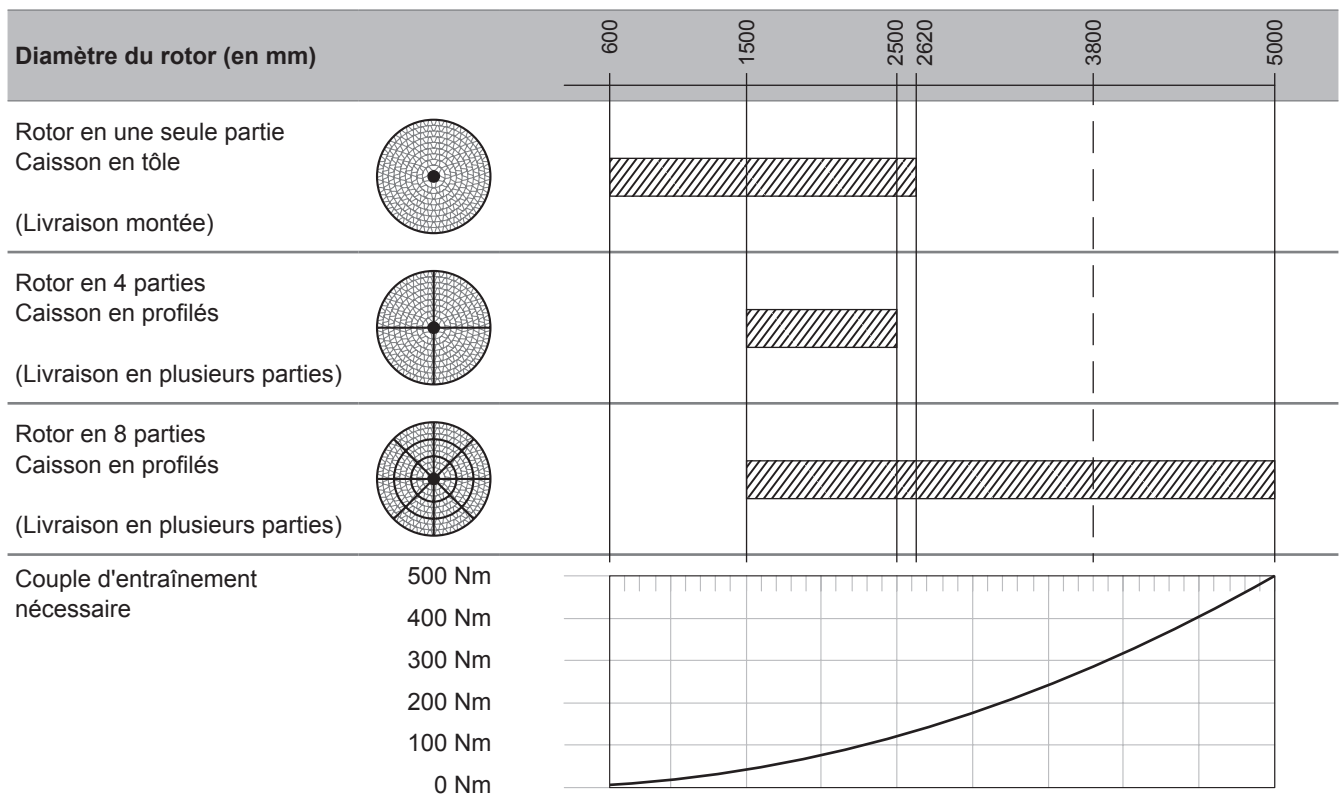 Diamètre du rotor (en mm)
600
1500
2500
2620
3800
5000
Rotor en une seule partie
Caisson en tôle
(Livraison montée)
Rotor en 4 parties
Caisson en profilés
(Livraison en plusieurs parties)
Rotor en 8 parties
Caisson en profilés
(Livraison en plusieurs parties)
Couple d'entraînement
nécessaire
500 Nm
400 Nm
300 Nm
200 Nm
100 Nm
0 Nm